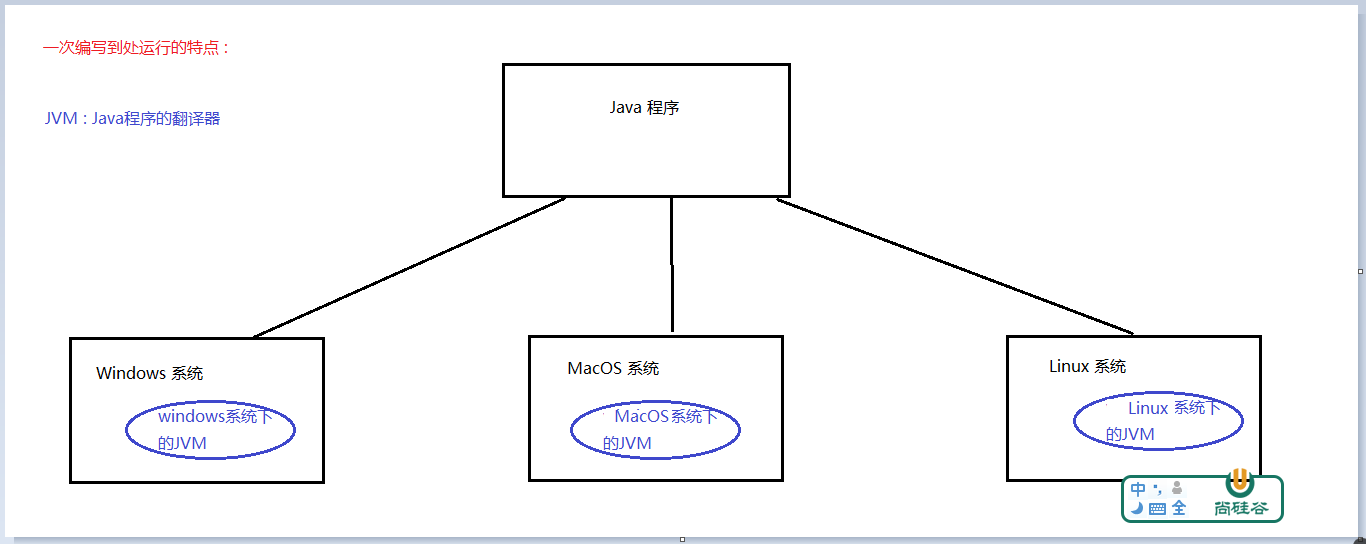 一次编写到处运行的特点：
JVM：Java程序的翻译器
Java 程序
Windows 系统
windows系统下
的JVM
MacOS 系统
MacOS系统下
的JVM
Linux 系统
Linux 系统下
的JVM
中 •,
全
尚硅谷